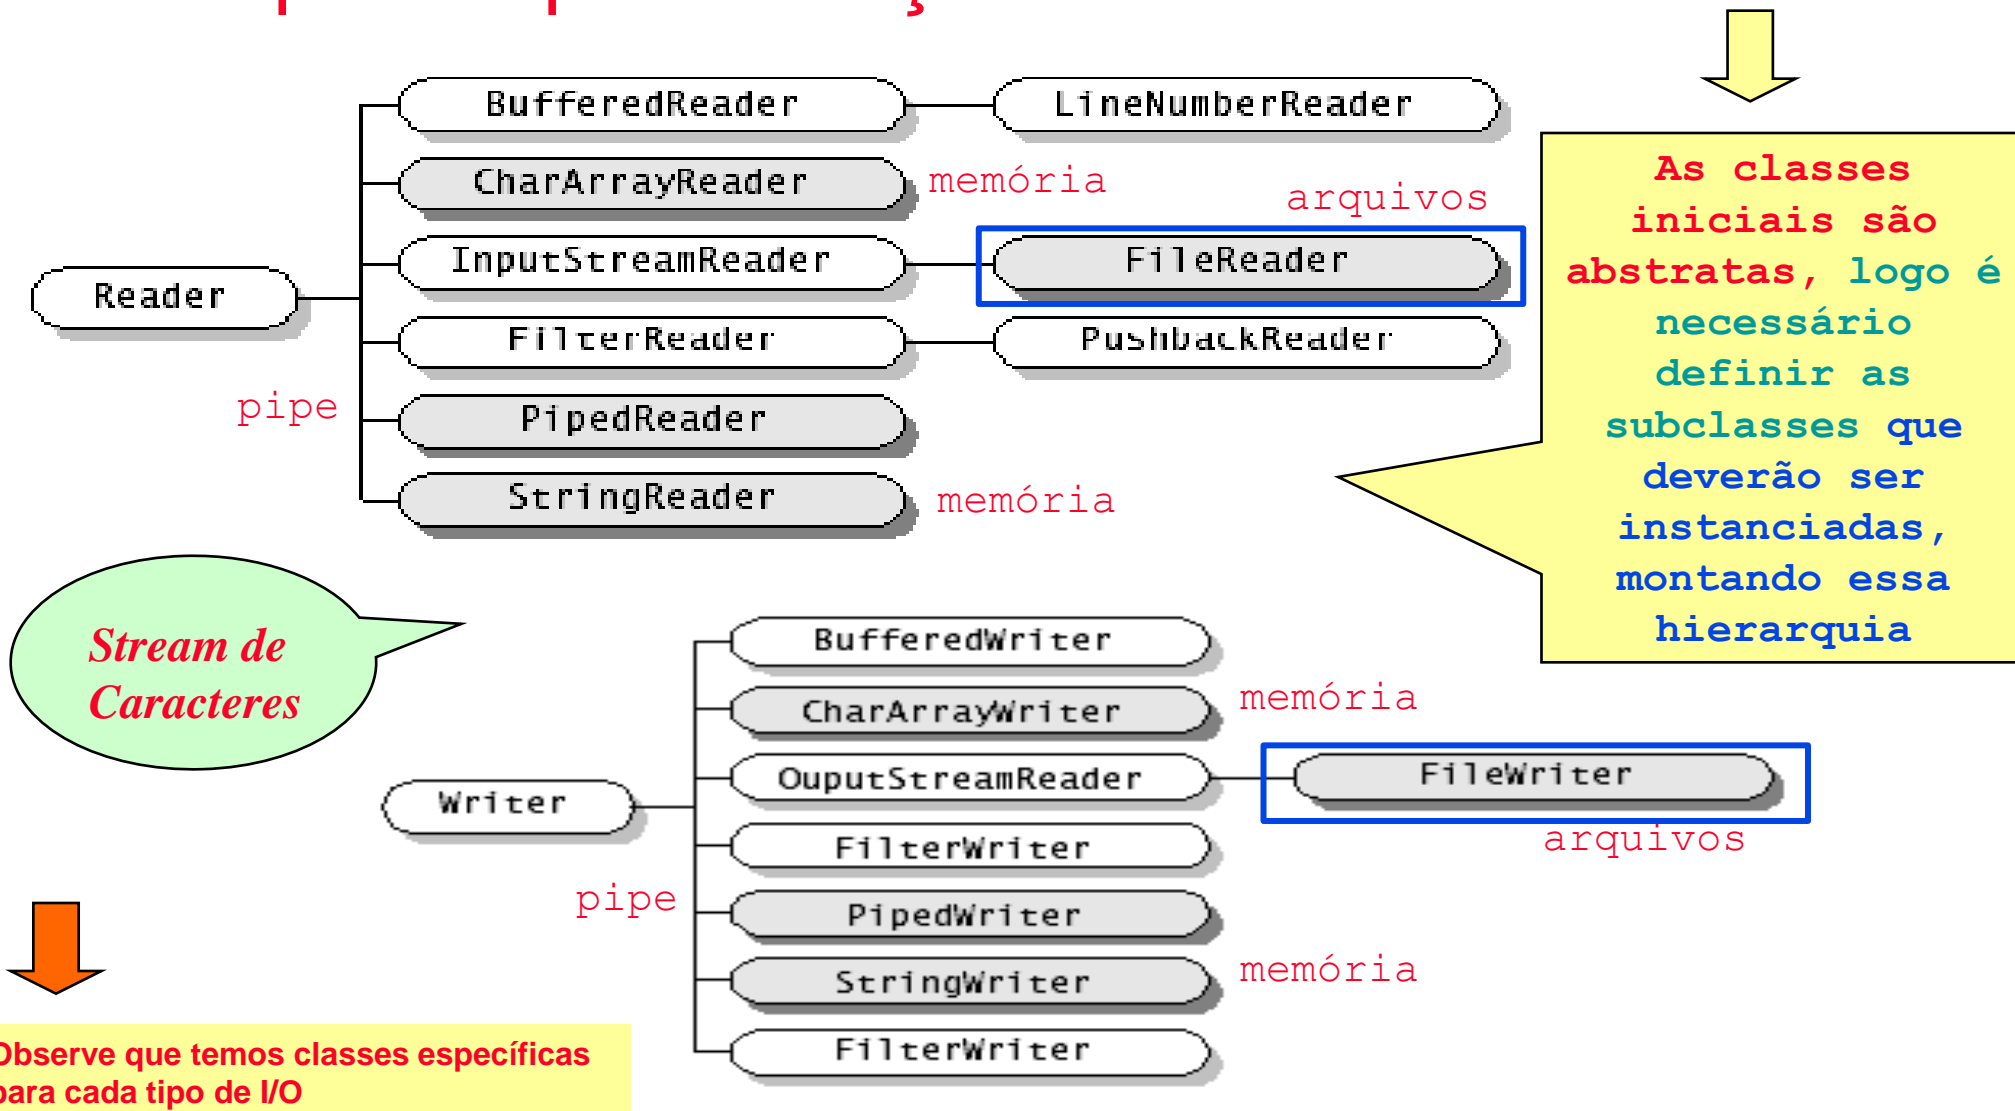 BufferedReader
LineNumberReader
CharArrayReader
memória
arquivos
InputStreamReader
FileReader
Reader
FilterReader
PushbackReader
pipe
PipedReader
StringReader
memória
As classes
iniciais são
abstratas, logo é
necessário
definir as
subclasses que
deverão ser
instanciadas,
montando essa
hierarquia
Stream de
Caracteres
BufferedWriter
CharArrayWriter
memória
OuputStreamReader
FileWriter
Writer
arquivos
FilterWriter
pipe
PipedWriter
StringWriter
memória
FilterWriter
Observe que temos classes específicas
para cada tipo de I/O